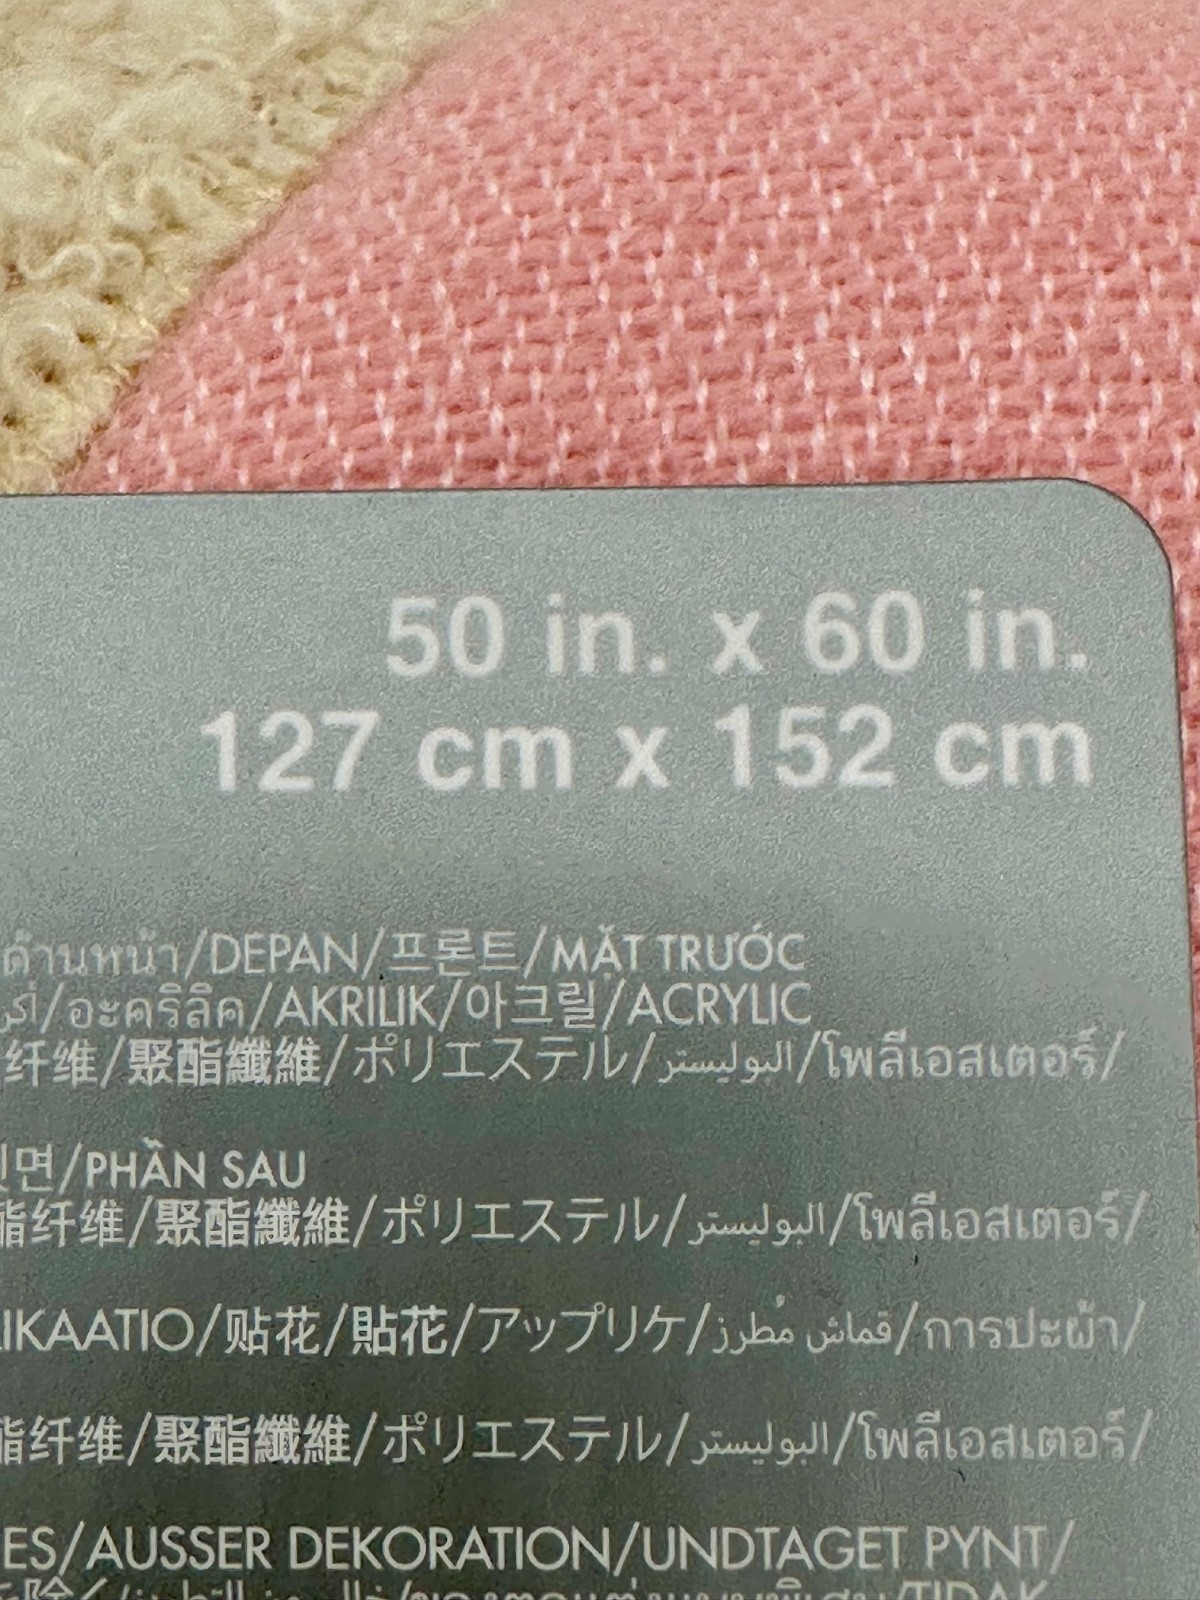 50 in. x 60 in.
127 cm x 152 cm
ด้านหน้า/DEPAN/프론트/MẶT TRƯỚC
/อะคริลิค/AKRILIK/아크릴/ACRYLIC
纤维/聚酯纖維/ポリエステル/البوليستر/โพลีเอสเตอร์/
면/PHẦN SAU
酯纤维/聚酯纖維/ポリエステル/البوليستر/โพลีเอสเตอร์/
IKAATIO/贴花/貼花/アップリケ/قماش مُطرز/การปะผ้า/
酯纤维/聚酯纖維/ポリエステル/البوليستر/โพลีเอสเตอร์/
ES/AUSSER DEKORATION/UNDTAGET PYNT/